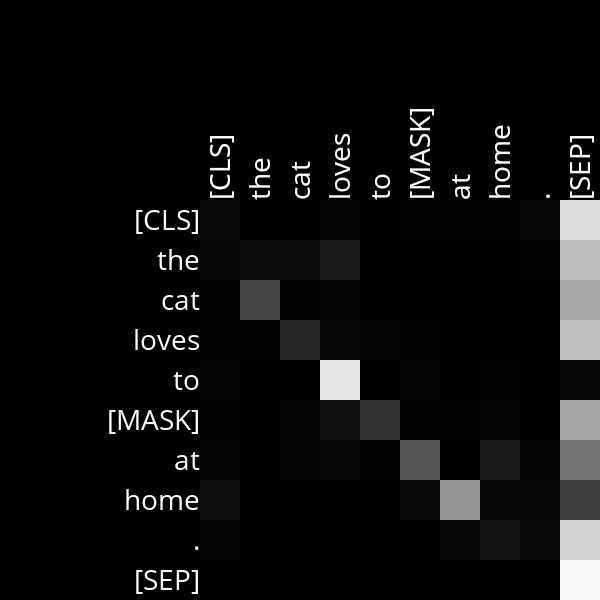 [CLS] the cat loves to [MASK] at home . [SEP]
[CLS]
the
cat
loves
to
[MASK]
at
home
.
[SEP]